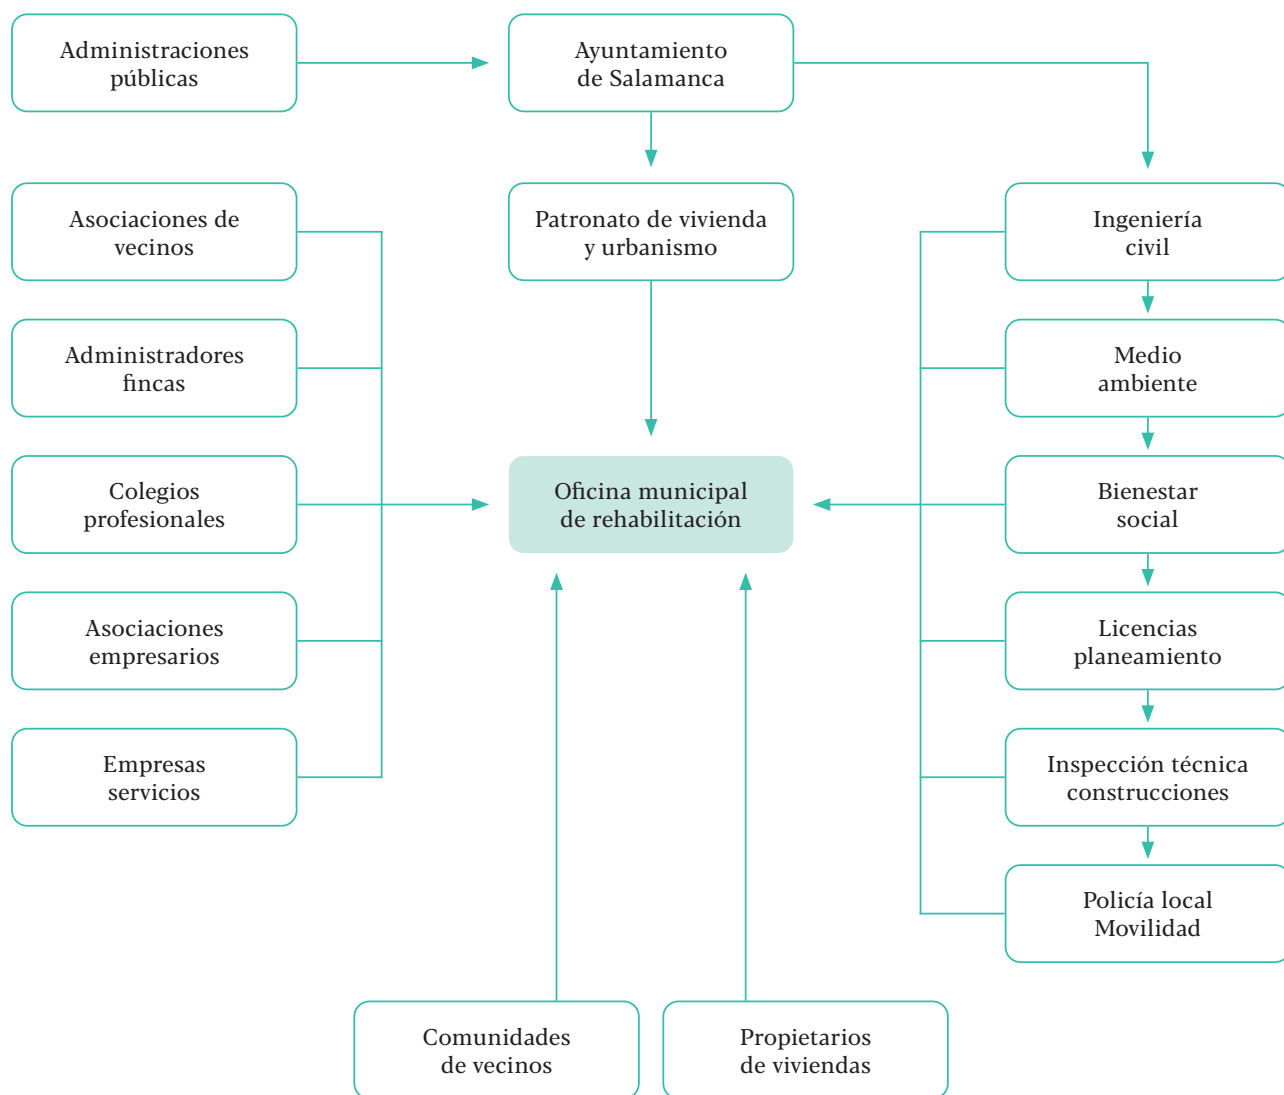 Administraciones
públicas
Ayuntamiento
de Salamanca
Asociaciones de
vecinos
Patronato de vivienda
y urbanismo
Ingeniería
civil
Administradores
fincas
Medio
ambiente
Colegios
profesionales
Oficina municipal
de rehabilitación
Bienestar
social
Asociaciones
empresarios
Licencias
planeamiento
Empresas
servicios
Inspección técnica
construcciones
Policía local
Movilidad
Comunidades
de vecinos
Propietarios
de viviendas